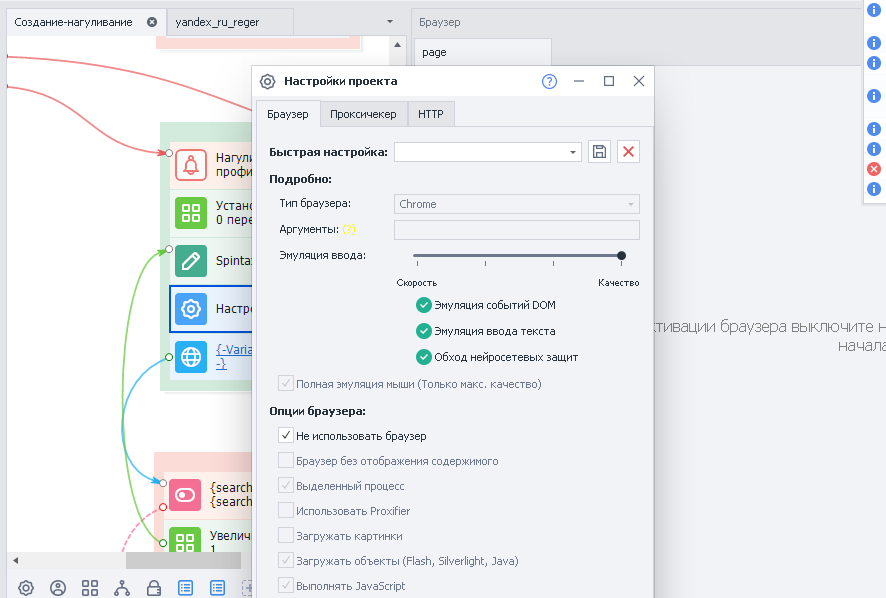 Создание-нагуливание
yandex_ru_reger
Браузер
page
Настройки проекта
Браузер
Проксичекер
HTTP
Быстрая настройка:
Подробно:
Тип браузера:
Chrome
Аргументы:
Эмуляция ввода:
Скорость
Качество
Эмуляция событий DOM
Эмуляция ввода текста
Обход нейросетевых защит
Полная эмуляция мыши (Только макс. качество)
Опции браузера:
Не использовать браузер
Браузер без отображения содержимого
Выделенный процесс
Использовать Proxifier
Загружать картинки
Загружать объекты (Flash, Silverlight, Java)
Выполнять JavaScript
Нагули
профи
Устан
0 пере
Spinta
Настро
{-Varia
-}
{search
{search
Увелич
1
ктивации браузера выключите н
начала